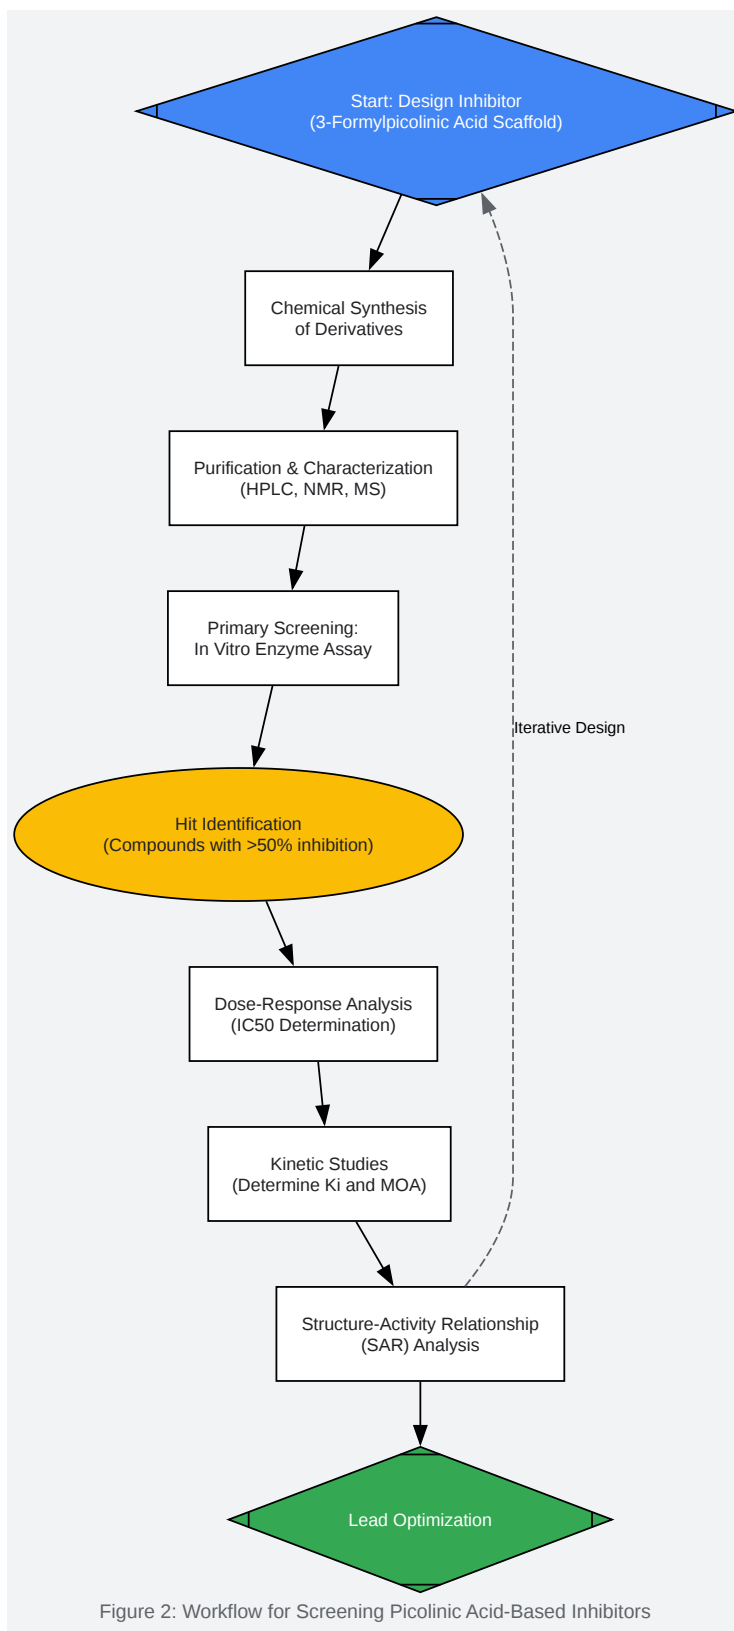 Start: Design Inhibitor
(3-Formylpicolinic Acid Scaffold)
Chemical Synthesis
of Derivatives
Purification & Characterization
(HPLC, NMR, MS)
Primary Screening:
In Vitro Enzyme Assay
Iterative Design
Hit Identification
(Compounds with >50% inhibition)
Dose-Response Analysis
(IC50 Determination)
Kinetic Studies
(Determine Ki and MOA)
Structure-Activity Relationship
(SAR) Analysis
Lead Optimization
Figure 2: Workflow for Screening Picolinic Acid-Based Inhibitors